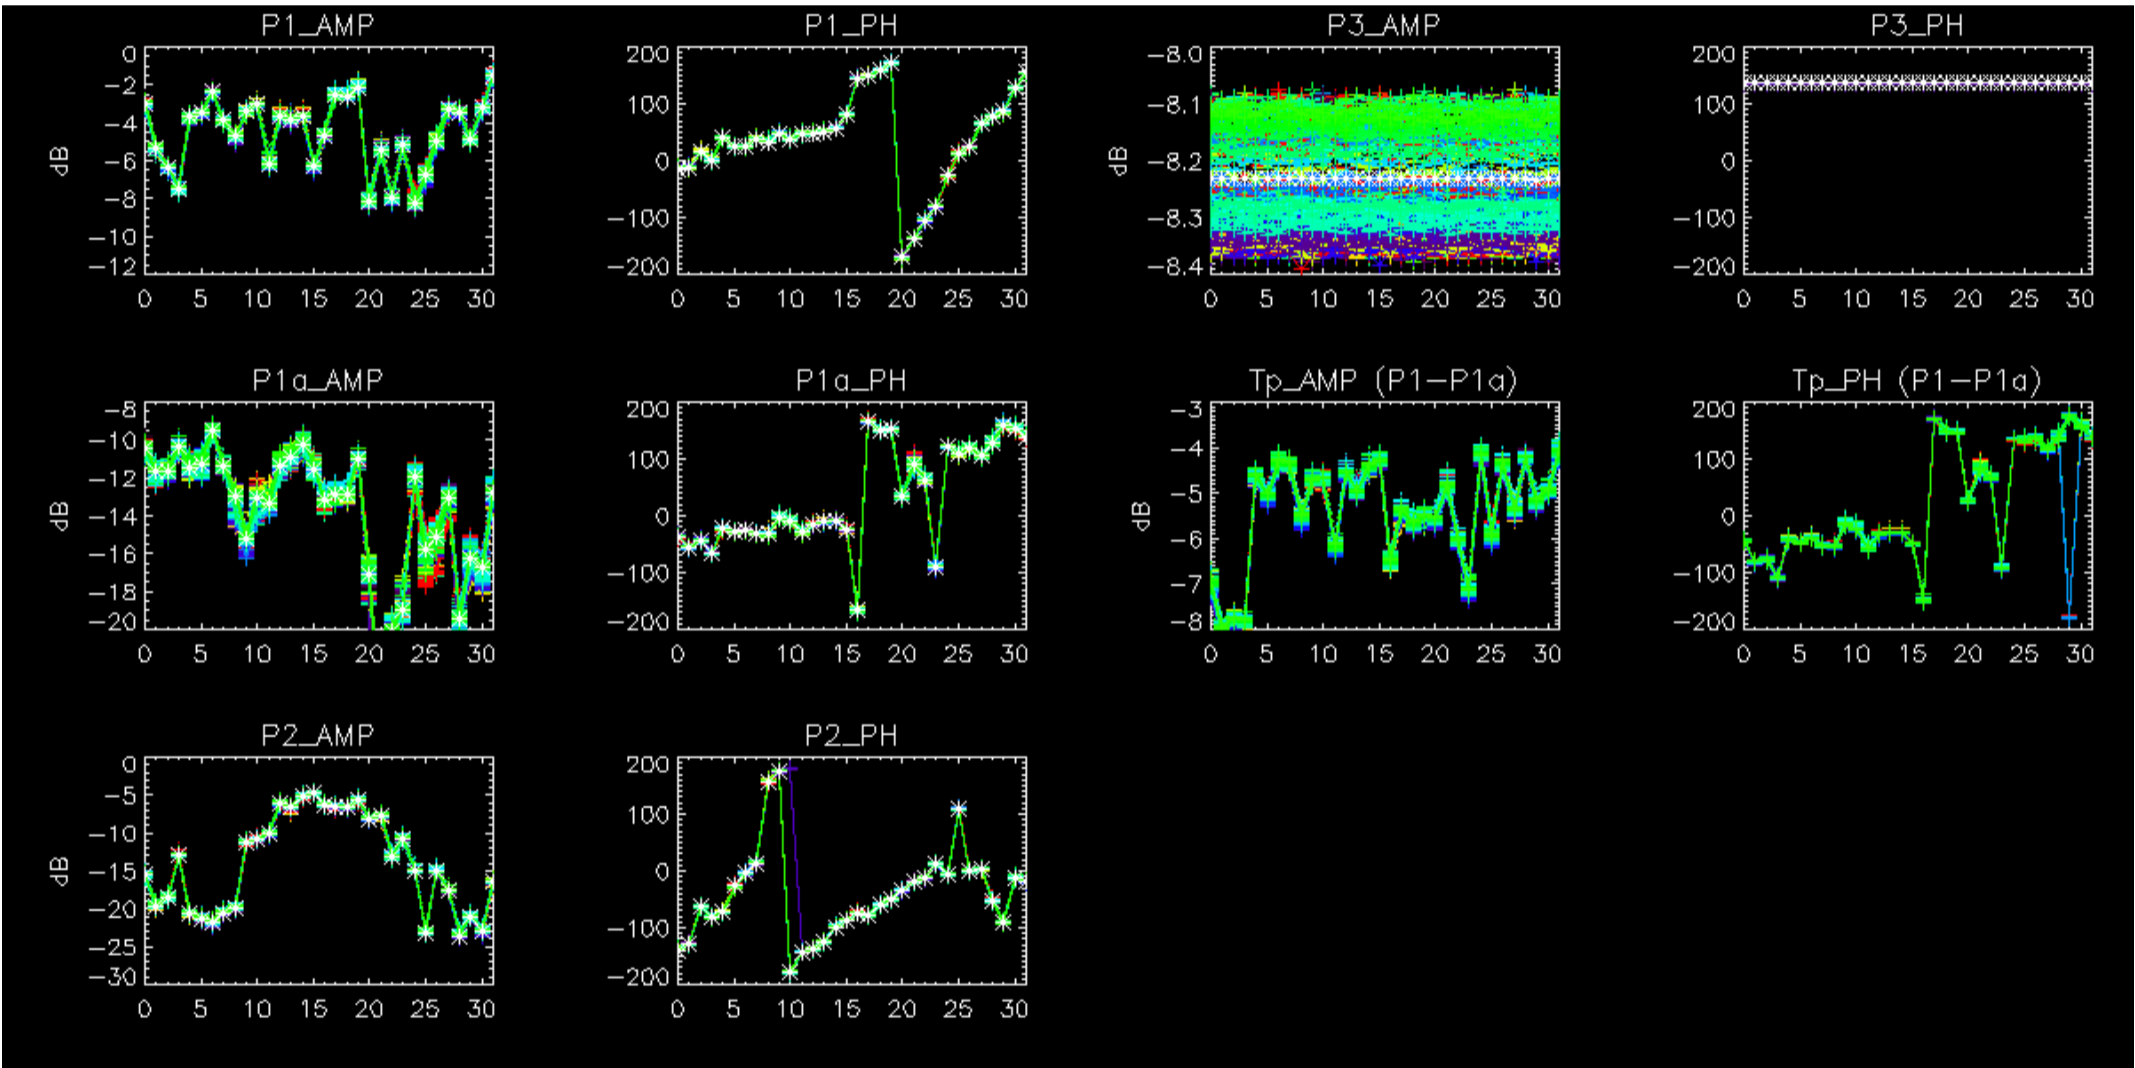 P1_AMP
P1_PH
P3_AMP
P3_PH
0
-2
-4
-6
-8
-10
-12
dB
0 5 10 15 20 25 30
200
100
0
-100
-200
0 5 10 15 20 25 30
-8.0
-8.1
-8.2
-8.3
-8.4
dB
0 5 10 15 20 25 30
200
100
0
-100
-200
0 5 10 15 20 25 30
P1a_AMP
P1a_PH
Tp_AMP (P1-P1a)
Tp_PH (P1-P1a)
-8
-10
-12
-14
-16
-18
-20
dB
0 5 10 15 20 25 30
200
100
0
-100
-200
0 5 10 15 20 25 30
-3
-4
-5
-6
-7
-8
dB
0 5 10 15 20 25 30
200
100
0
-100
-200
0 5 10 15 20 25 30
P2_AMP
P2_PH
0
-5
-10
-15
-20
-25
-30
dB
0 5 10 15 20 25 30
200
100
0
-100
-200
0 5 10 15 20 25 30